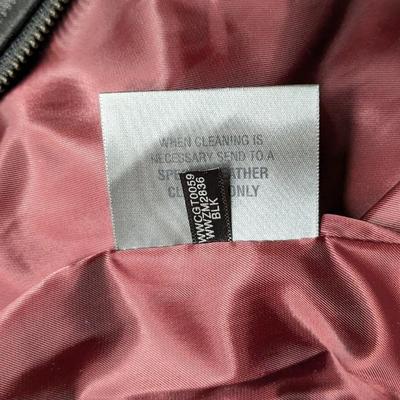 WHEN CLEANING IS
NECESSARY SEND TO A
ONLY
WWCGT0059
WWZM2836
BLK